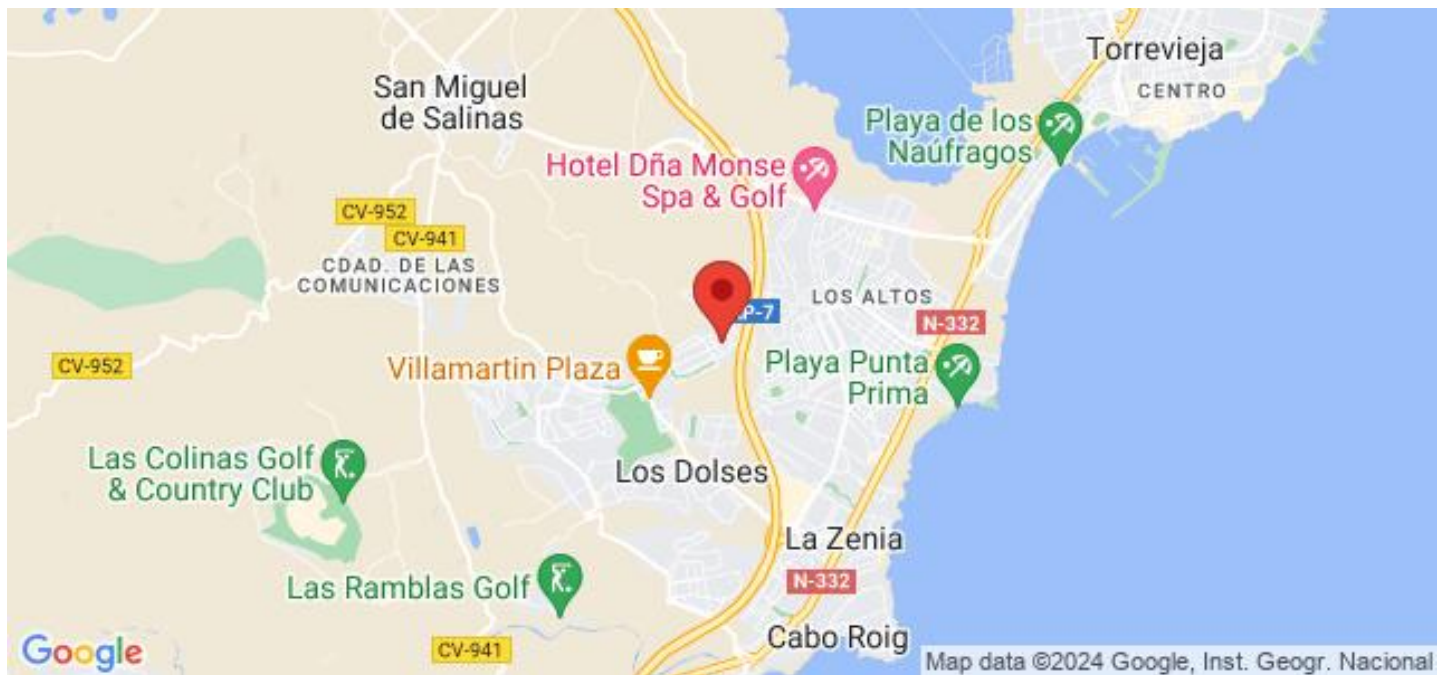 Torrevieja
CENTRO
San Miguel
de Salinas
Playa de los
Naúfragos
Hotel Dña Monse
Spa & Golf
CV-952
CV-941
CDAD. DE LAS
COMUNICACIONES
LOS ALTOS
P-7
N-332
CV-952
Villamartin Plaza
Playa Punta
Prima
Las Colinas Golf
& Country Club
Los Dolses
La Zenia
N-332
Las Ramblas Golf
Cabo Roig
CV-941
Google
Map data ©2024 Google, Inst. Geogr. Nacional